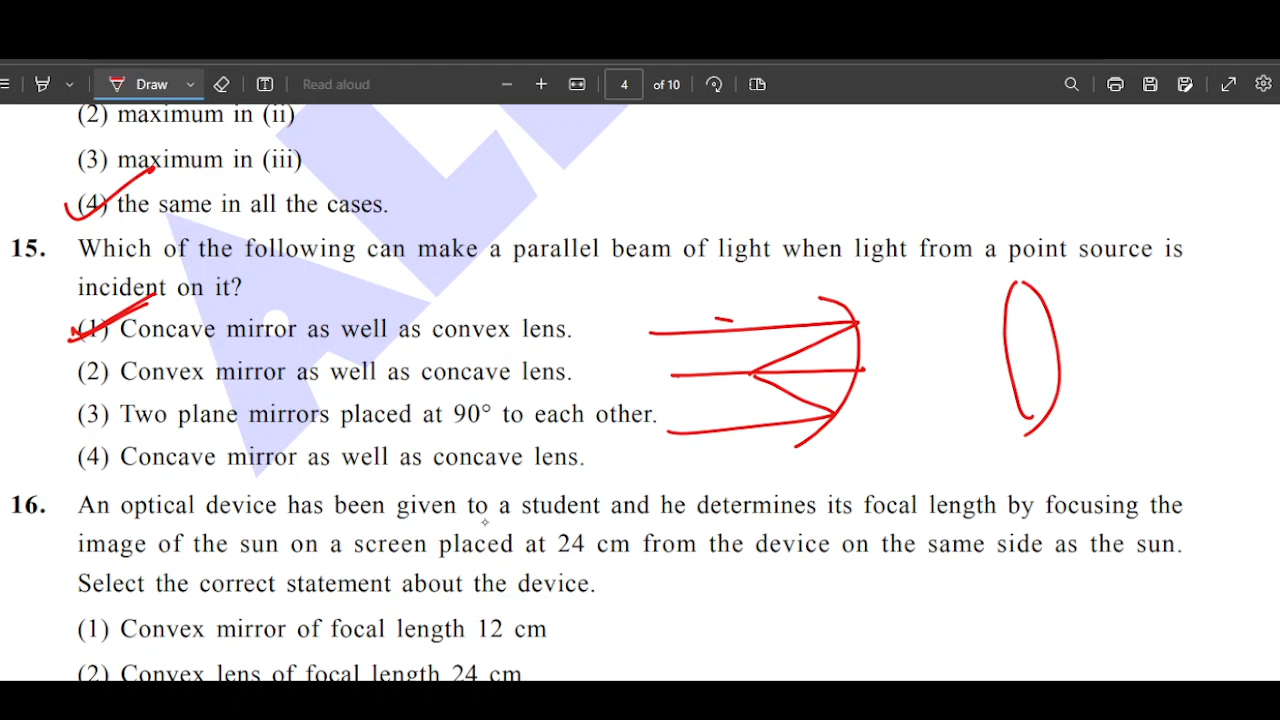 Draw
Read aloud
4 of 10
(2) maximum in (ii)
(3) maximum in (iii)
(4) the same in all the cases.
15. Which of the following can make a parallel beam of light when light from a point source is
incident on it?
(1) Concave mirror as well as convex lens.
(2) Convex mirror as well as concave lens.
(3) Two plane mirrors placed at 90° to each other.
(4) Concave mirror as well as concave lens.
16. An optical device has been given to a student and he determines its focal length by focusing the
image of the sun on a screen placed at 24 cm from the device on the same side as the sun.
Select the correct statement about the device.
(1) Convex mirror of focal length 12 cm
(2) Convex lens of focal length 24 cm